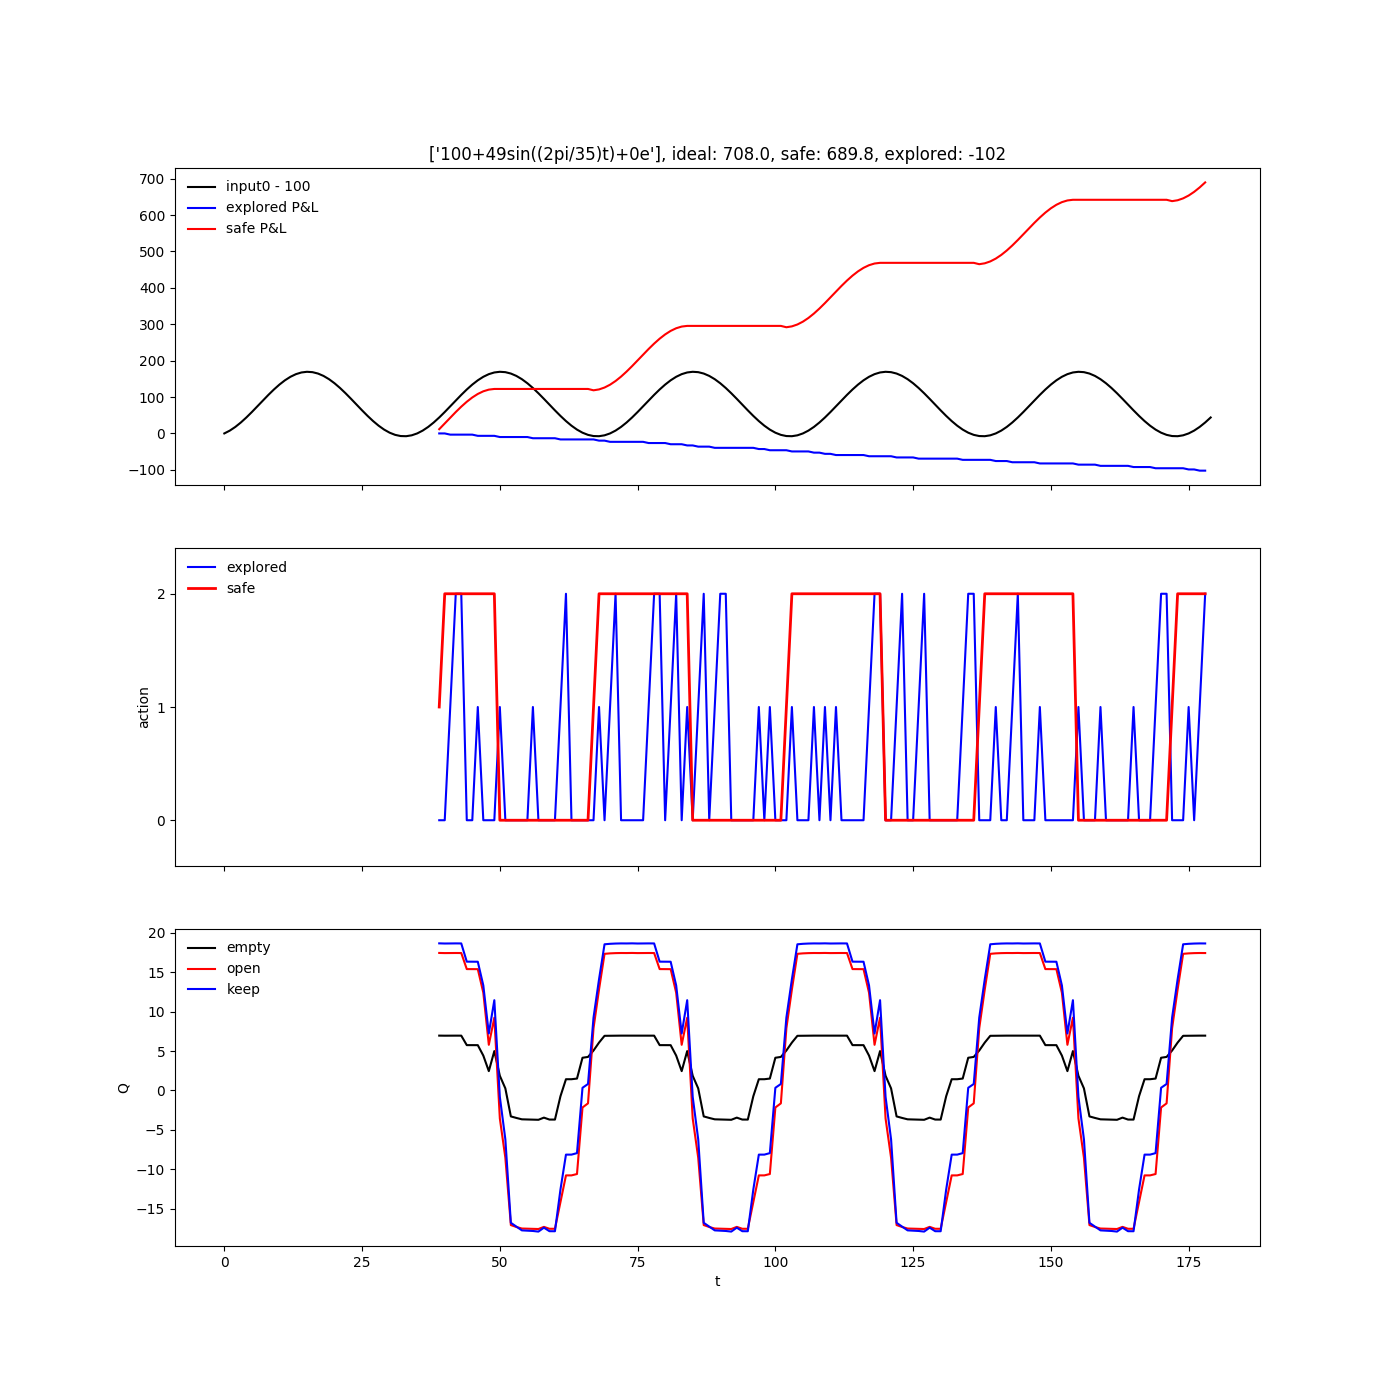 ['100+49sin((2pi/35)t)+0e'], ideal: 708.0, safe: 689.8, explored: -102
700
600
500
400
300
200
100
0
−100
input0 - 100
explored P&L
safe P&L
action
2
1
0
explored
safe
Q
20
15
10
5
0
−5
−10
−15
empty
open
keep
0 25 50 75 100 125 150 175
t